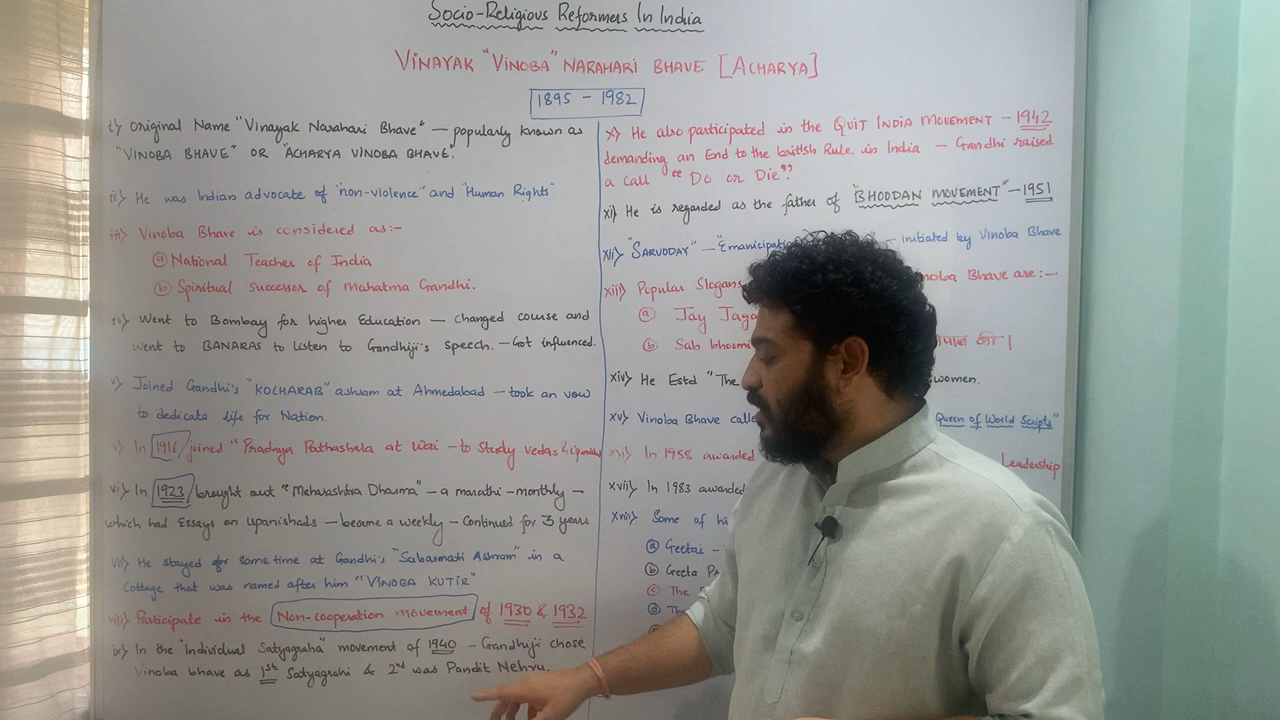 Socio-Religious Reformers In India
VINAYAK "VINOBA" NARAHARI BHAVE [ACHARYA]
1895 - 1982
i) Original Name "Vinayak Narahari Bhave" — popularly known as
"VINOBA BHAVE" OR "ACHARYA VINOBA BHAVE".
ii) He was Indian advocate of "non-violence" and "Human Rights"
iii) Vinoba Bhave is considered as:-
(a) National Teacher of India
(b) Spiritual successor of Mahatma Gandhi.
iv) Went to Bombay for higher Education — changed course and
went to BANARAS to listen to Gandhiji's speech. — Got influenced.
v) Joined Gandhi's "KOCHARAB" ashram at Ahmedabad — took an vow
to dedicate life for Nation.
v) In 1916 joined "Pradnya Pathashala at Wai — to Study vedas &
vi) In 1923 brought out "Maharashtra Dharma" — a marathi - monthly —
which had Essays on Upanishads — became a weekly — Continued for 3 years
vii) He stayed for some time at Gandhi's "Sabarmati Ashram" in a
Cottage that was named after him "VINOBA KUTIR"
viii) Participate in the Non-cooperation movement of 1930 & 1932
ix) In the "individual Satyagraha" movement of 1940 — Gandhiji chose
Vinoba bhave as 1st Satyagrahi & 2nd was Pandit Nehru.
x) He also participated in the QUIT INDIA MOVEMENT — 1942
demanding an End to the british Rule in India — Gandhi raised
a call "Do or Die"??
xi) He is regarded as the father of "BHOODAN MOVEMENT" — 1951
xii) "SARVODAY" — "Emanicipati — initiated by Vinoba Bhave
xiii) Popular Slogans Bhave are:—
(a) Jay
(b) Sab की |
xiv) He Estd "The women.
xv) Vinoba Bhave Queen of World Scripts"
xvi) In 1958 awarded Leadership
xvii) In 1983 awarded
xviii) Some of
(a) Geetai —
(b) Geeta
(c) The
(d)